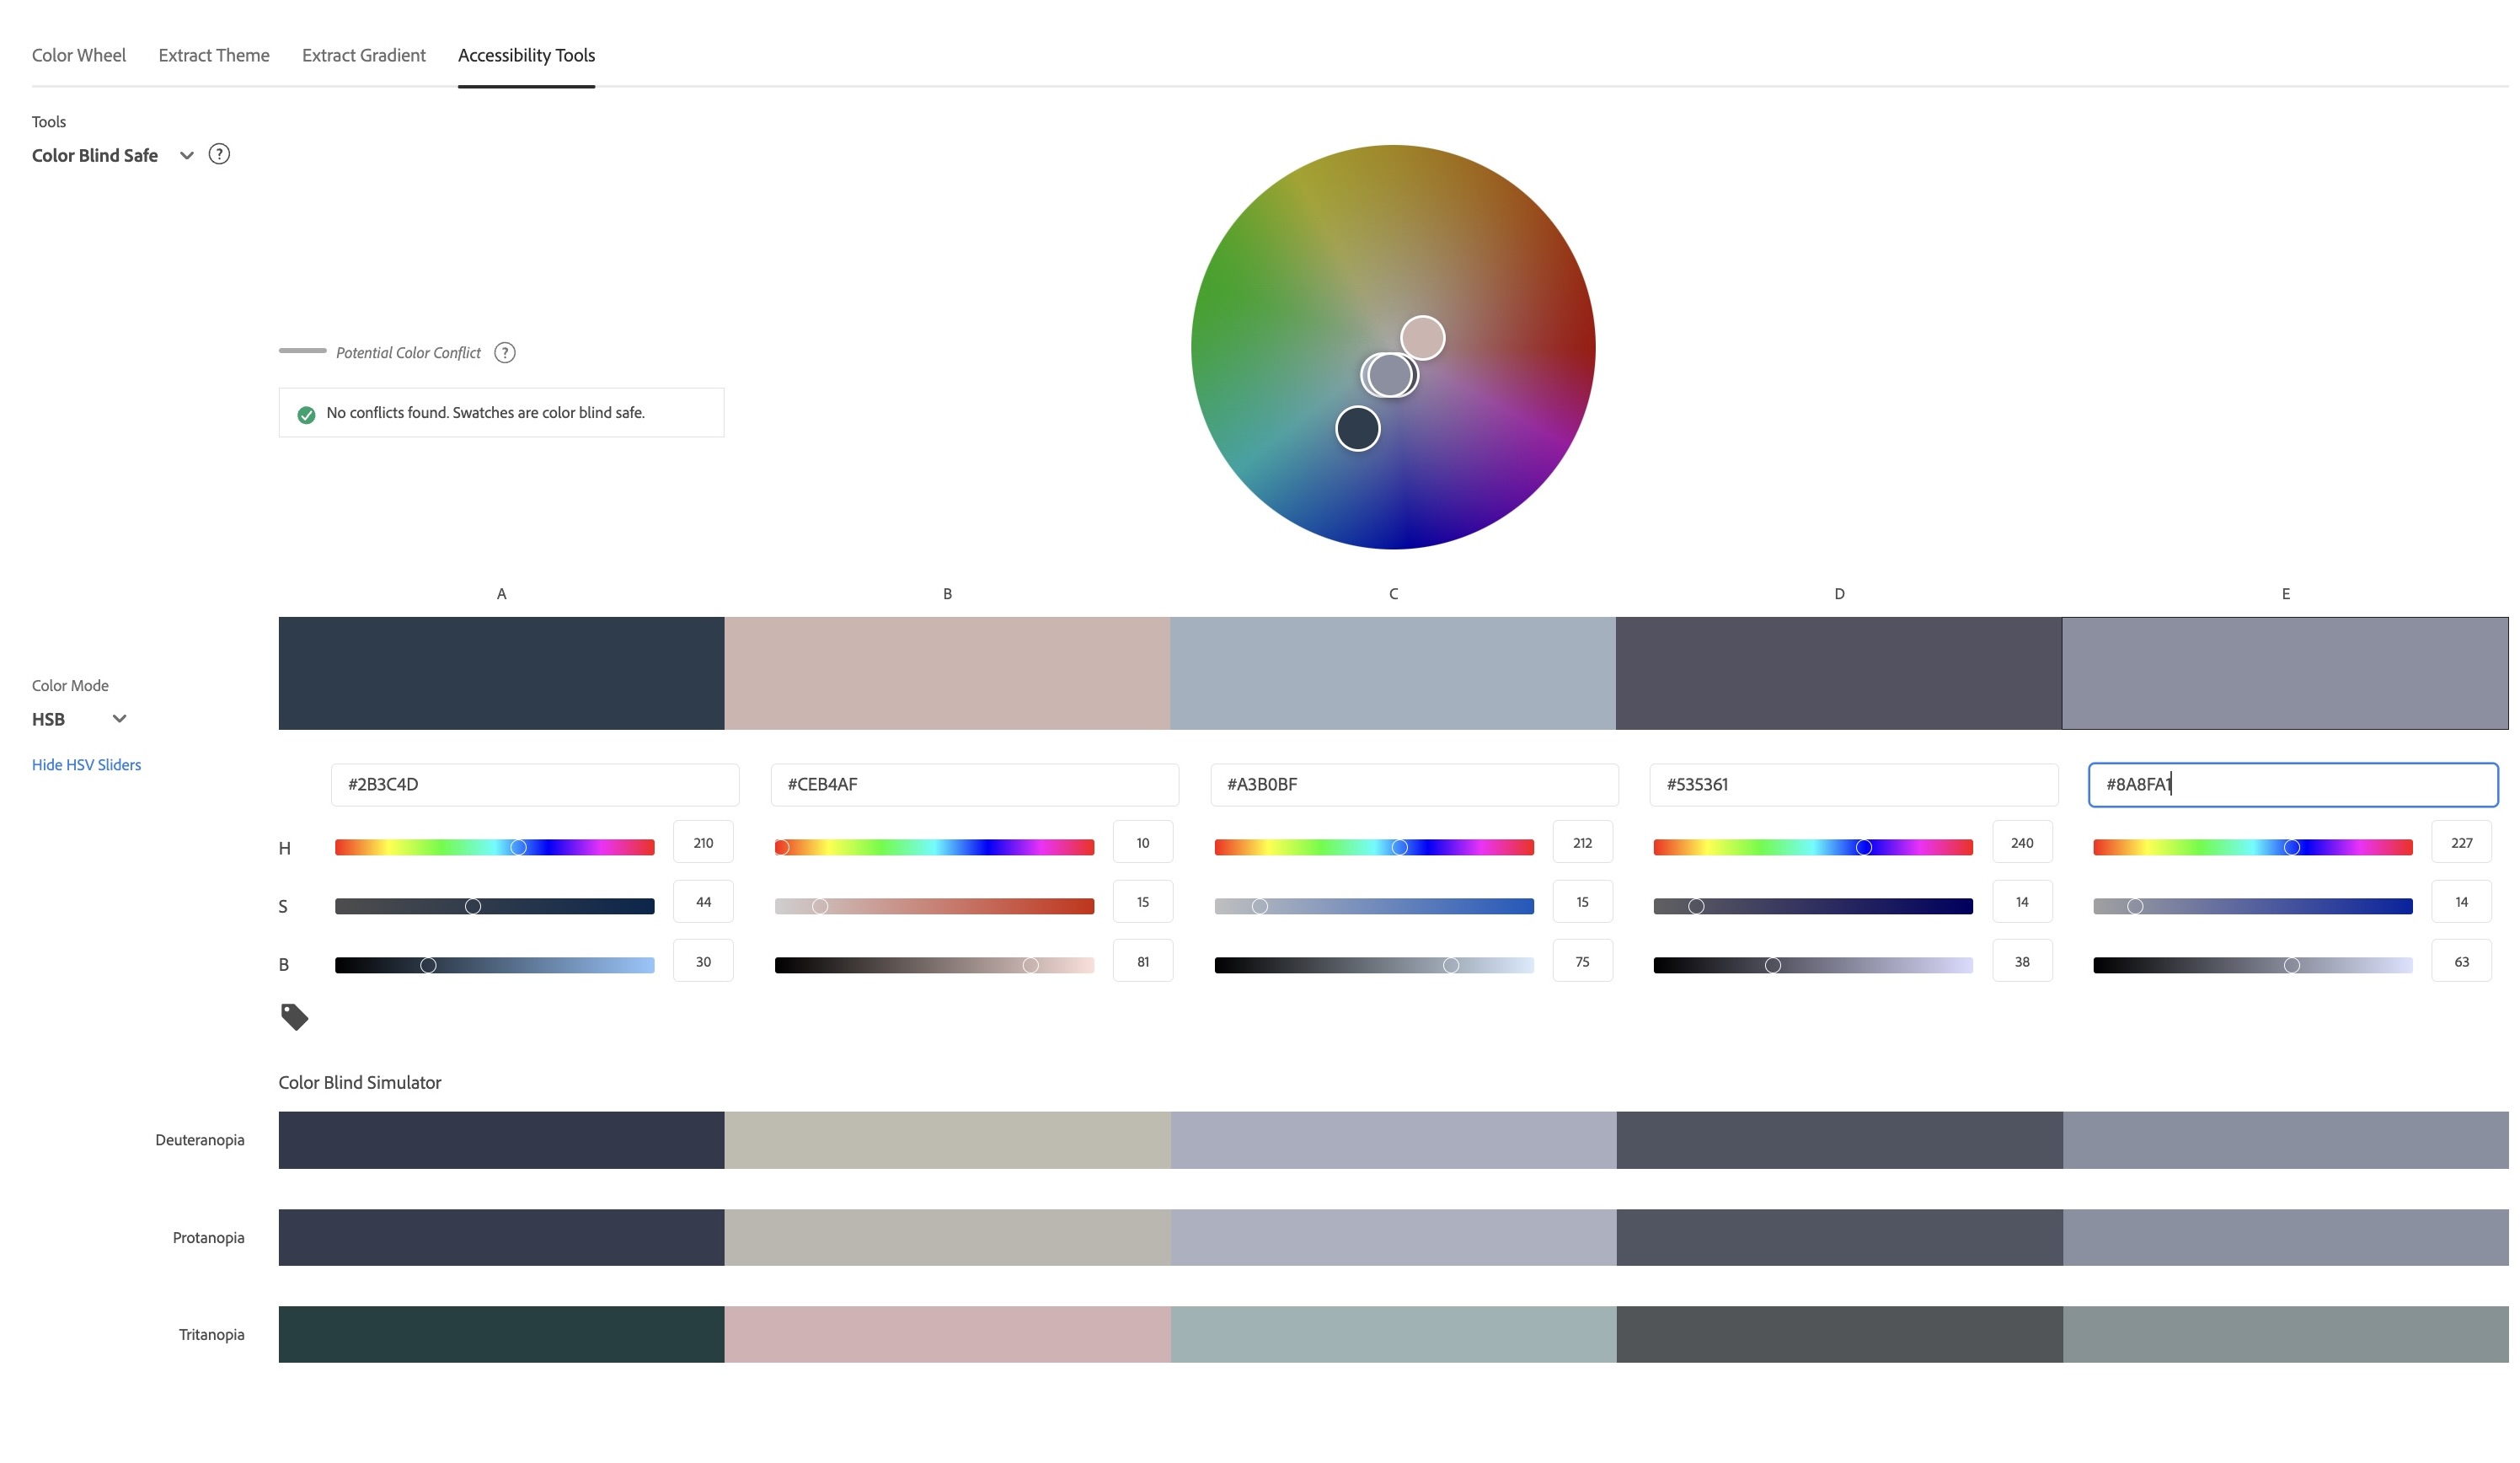 Color Wheel Extract Theme Extract Gradient Accessibility Tools
Tools
Color Blind Safe ?
Potential Color Conflict ?
No conflicts found. Swatches are color blind safe.
A B C D E
Color Mode
HSB
Hide HSV Sliders
#2B3C4D #CEB4AF #A3B0BF #535361 #8A8FA1
H 210 10 212 240 227
S 44 15 15 14 14
B 30 81 75 38 63
Color Blind Simulator
Deuteranopia
Protanopia
Tritanopia